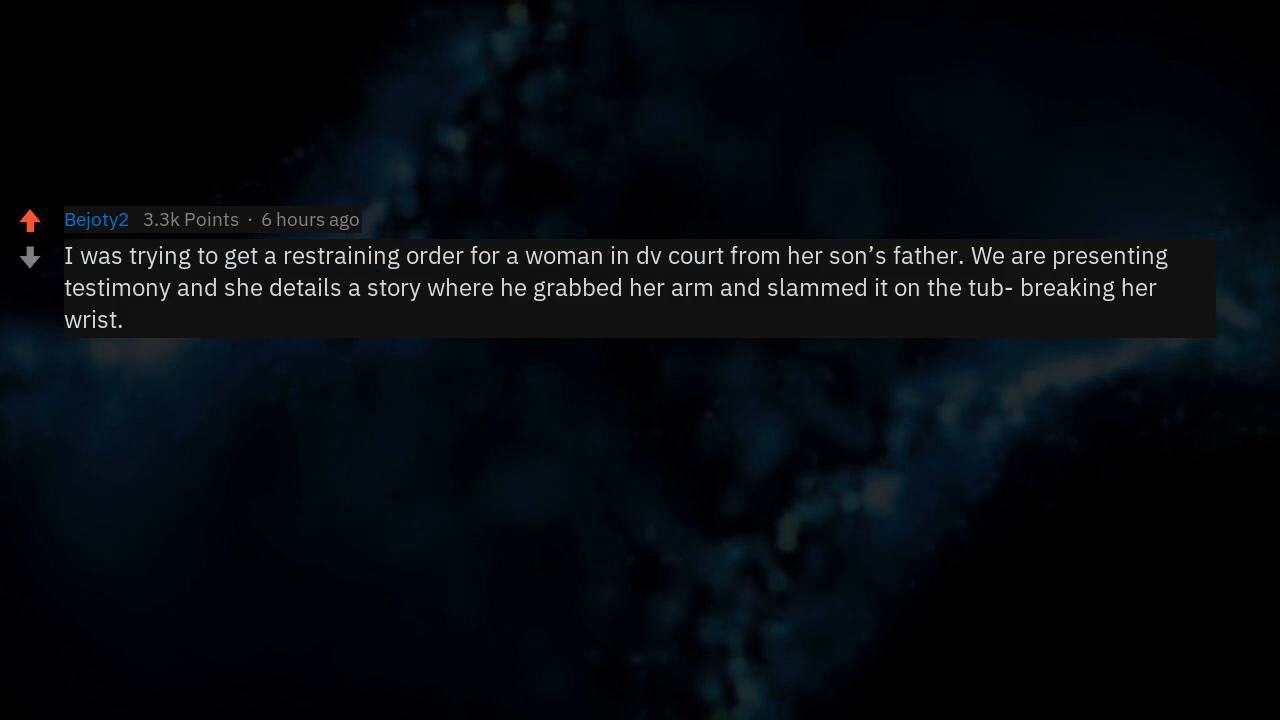 Bejoty2 3.3k Points · 6 hours ago
I was trying to get a restraining order for a woman in dv court from her son’s father. We are presenting
testimony and she details a story where he grabbed her arm and slammed it on the tub- breaking her
wrist.